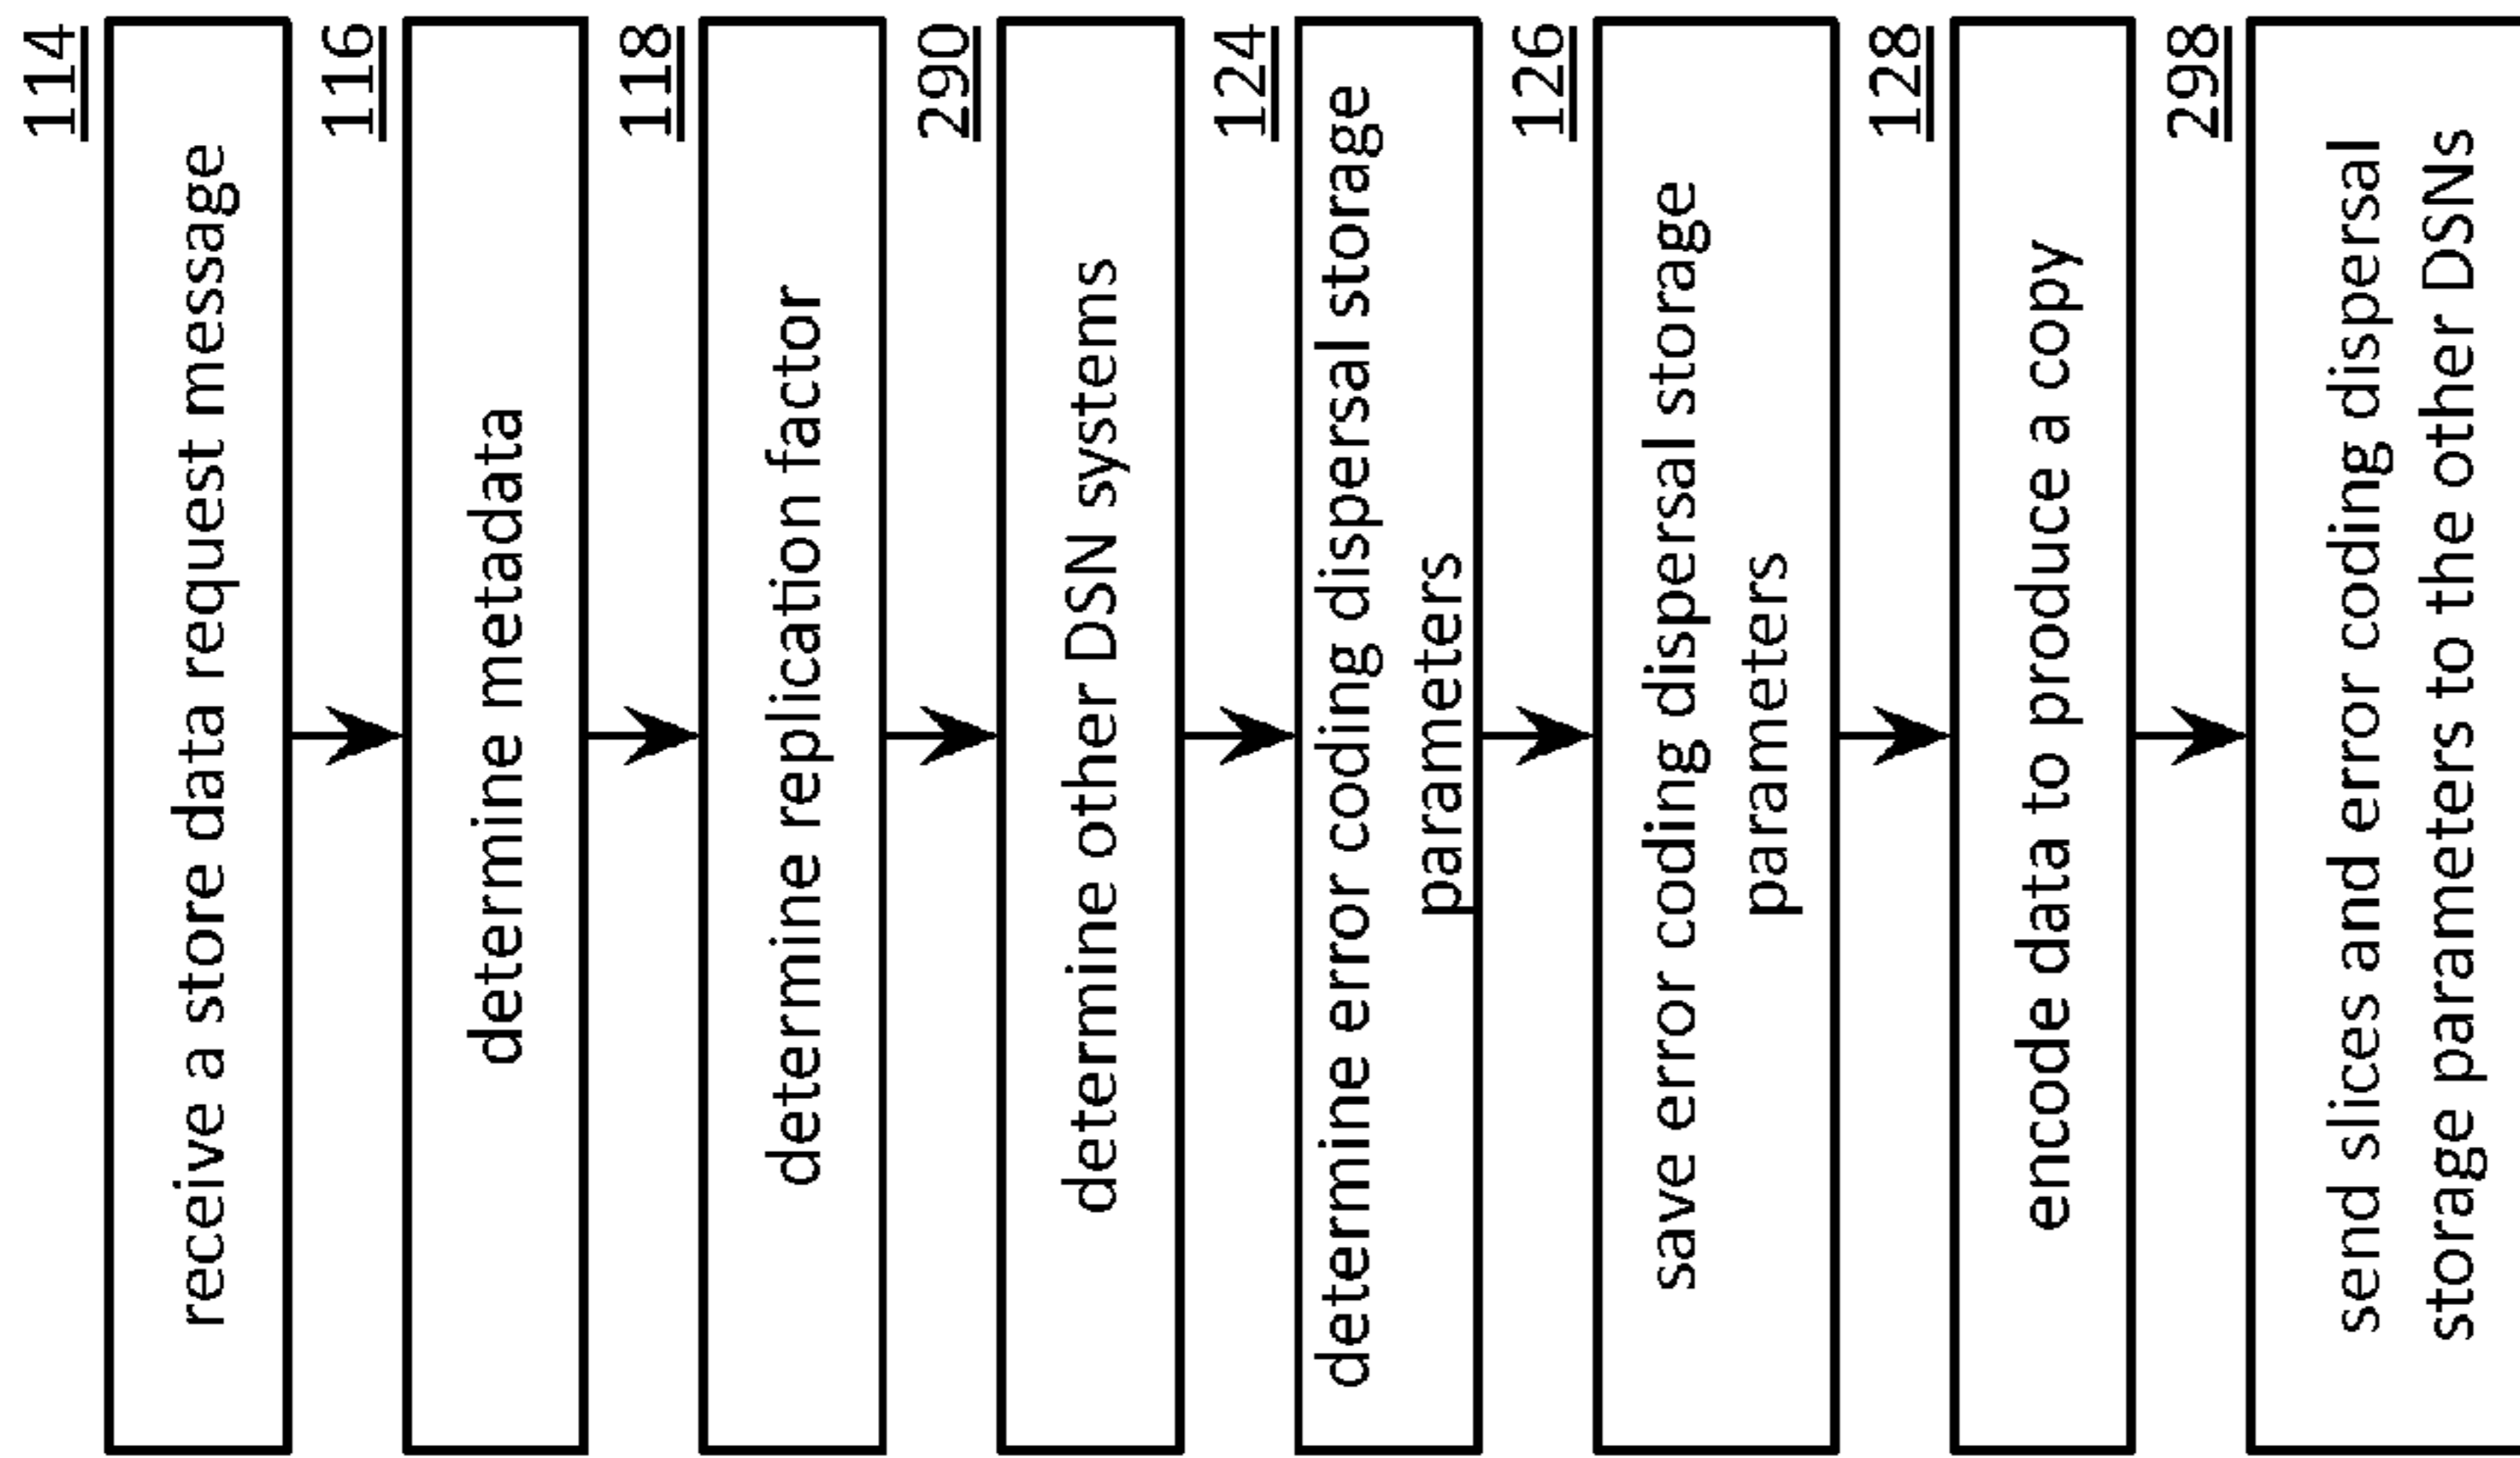 114
receive a store data request message
116
determine metadata
118
determine replication factor
290
determine other DSN systems
124
determine error coding dispersal storage
parameters
126
save error coding dispersal storage
parameters
128
encode data to produce a copy
298
send slices and error coding dispersal
storage parameters to the other DSNs